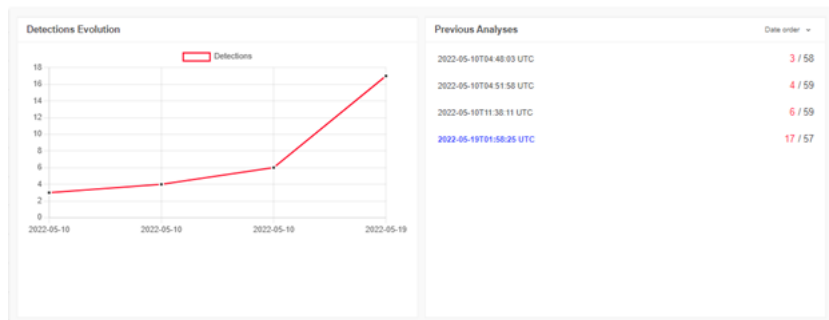 Detections Evolution
Detections
18
16
14
12
10
8
6
4
2
0
2022-05-10 2022-05-10 2022-05-10 2022-05-19
Previous Analyses Date order
2022-05-10T04:48:03 UTC 3 / 58
2022-05-10T04:51:58 UTC 4 / 59
2022-05-10T11:38:11 UTC 6 / 59
2022-05-19T01:58:25 UTC 17 / 57